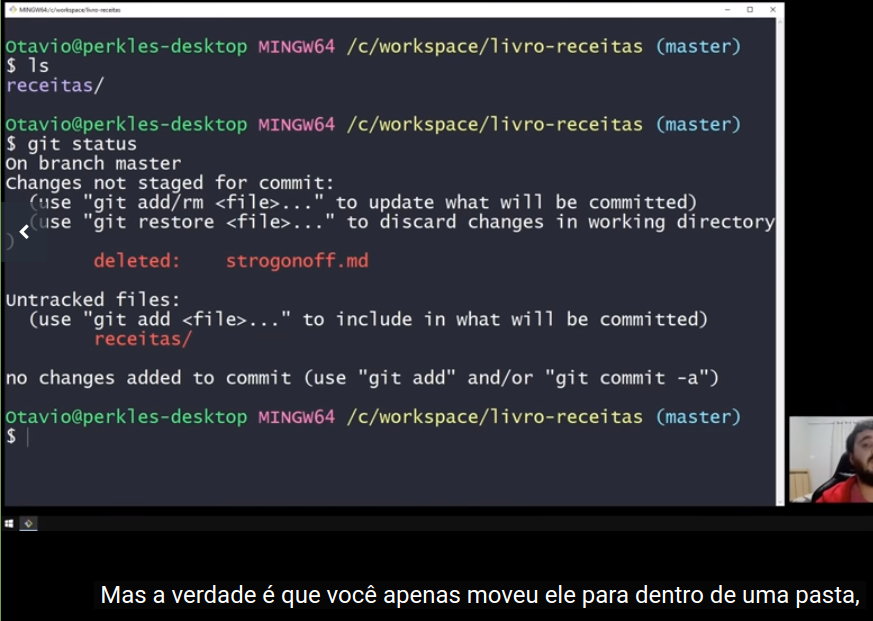 MINGW64:/c/workspace/livro-receitas
Otavio@perkles-desktop MINGW64 /c/workspace/livro-receitas (master)
$ ls
receitas/
Otavio@perkles-desktop MINGW64 /c/workspace/livro-receitas (master)
$ git status
On branch master
Changes not staged for commit:
(use "git add/rm <file>..." to update what will be committed)
(use "git restore <file>..." to discard changes in working directory
)
deleted: strogonoff.md
Untracked files:
(use "git add <file>..." to include in what will be committed)
receitas/
no changes added to commit (use "git add" and/or "git commit -a")
Otavio@perkles-desktop MINGW64 /c/workspace/livro-receitas (master)
$
Mas a verdade é que você apenas moveu ele para dentro de uma pasta,